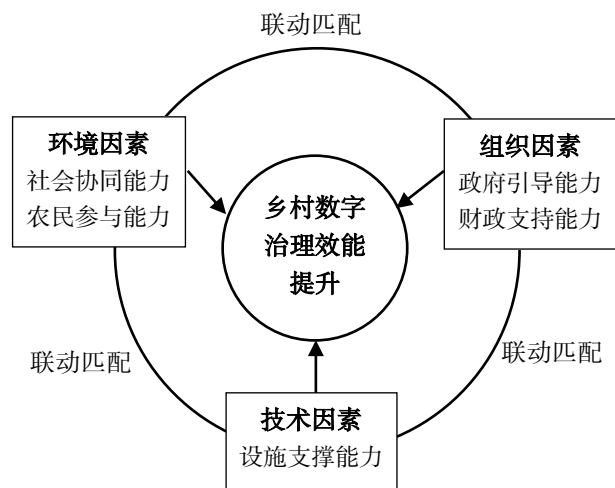 联动匹配
环境因素
社会协同能力
农民参与能力
组织因素
政府引导能力
财政支持能力
乡村数字
治理效能
提升
联动匹配
联动匹配
技术因素
设施支撑能力